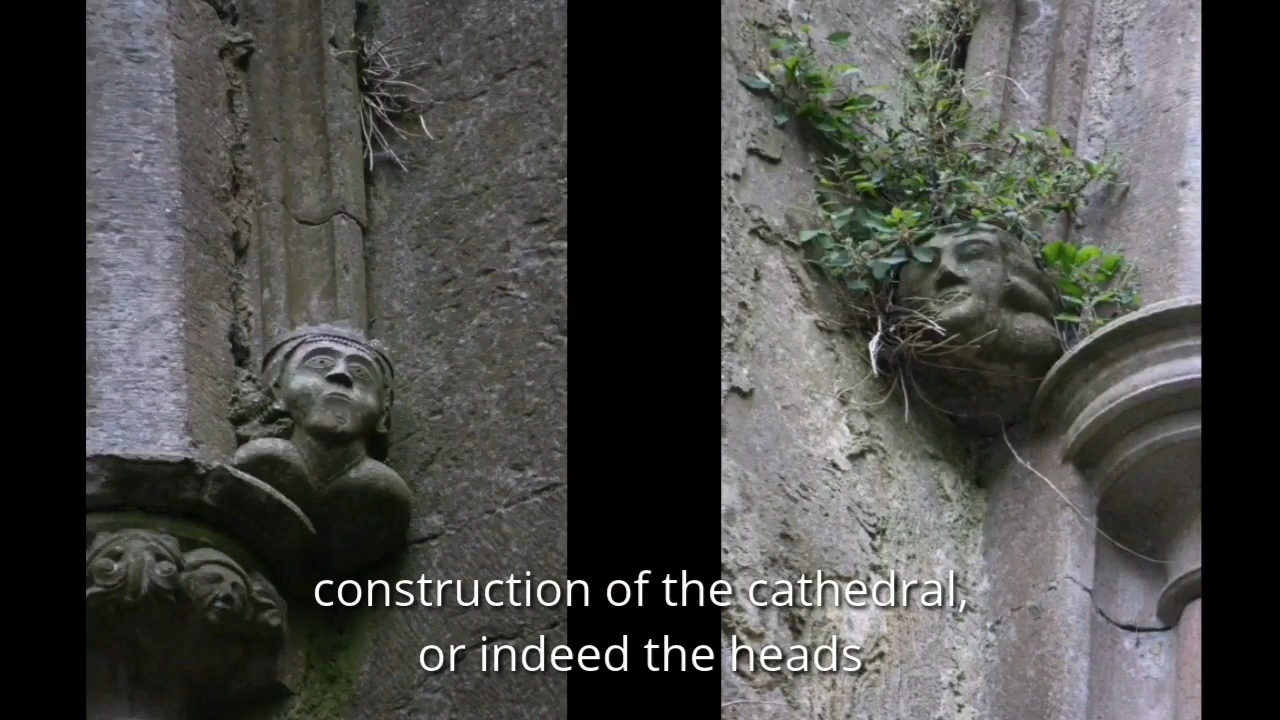 construction of the cathedral,
or indeed the heads